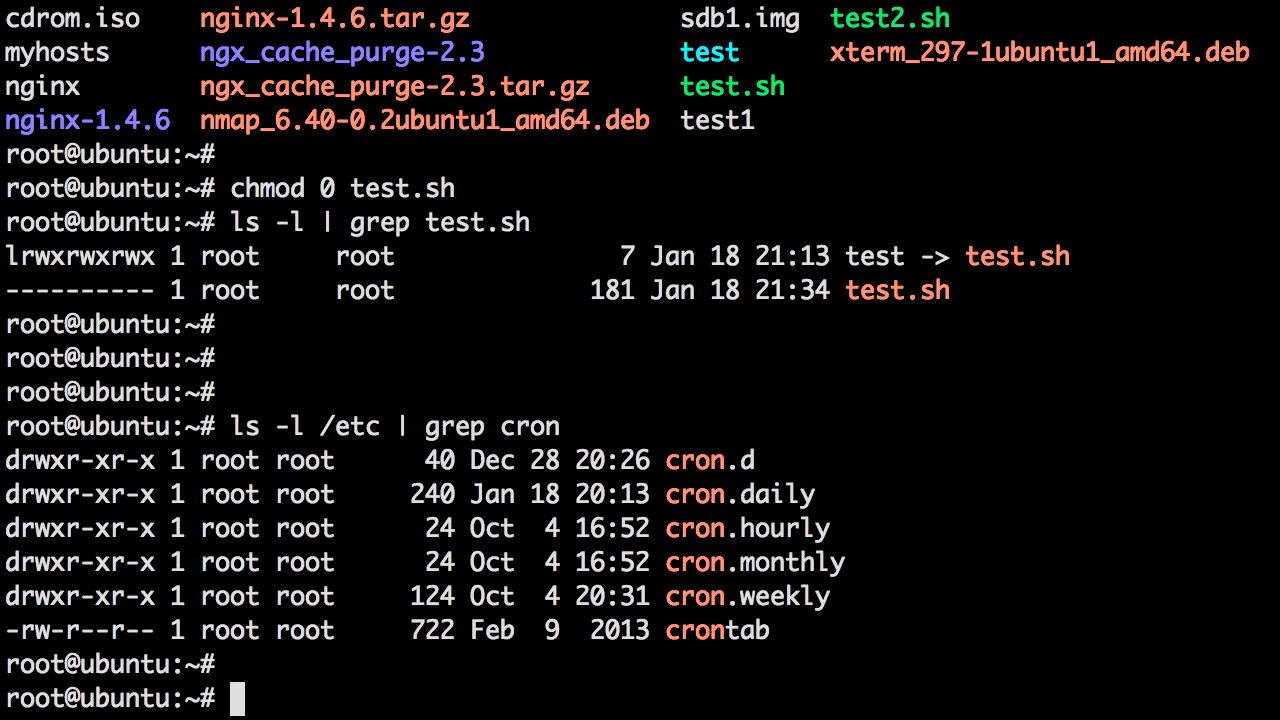 cdrom.iso    nginx-1.4.6.tar.gz              sdb1.img  test2.sh
myhosts      ngx_cache_purge-2.3             test      xterm_297-1ubuntu1_amd64.deb
nginx        ngx_cache_purge-2.3.tar.gz      test.sh
nginx-1.4.6  nmap_6.40-0.2ubuntu1_amd64.deb  test1
root@ubuntu:~#
root@ubuntu:~# chmod 0 test.sh
root@ubuntu:~# ls -l | grep test.sh
lrwxrwxrwx 1 root     root               7 Jan 18 21:13 test -> test.sh
---------- 1 root     root             181 Jan 18 21:34 test.sh
root@ubuntu:~#
root@ubuntu:~#
root@ubuntu:~#
root@ubuntu:~# ls -l /etc | grep cron
drwxr-xr-x 1 root root      40 Dec 28 20:26 cron.d
drwxr-xr-x 1 root root     240 Jan 18 20:13 cron.daily
drwxr-xr-x 1 root root      24 Oct  4 16:52 cron.hourly
drwxr-xr-x 1 root root      24 Oct  4 16:52 cron.monthly
drwxr-xr-x 1 root root     124 Oct  4 20:31 cron.weekly
-rw-r--r-- 1 root root     722 Feb  9  2013 crontab
root@ubuntu:~#
root@ubuntu:~#